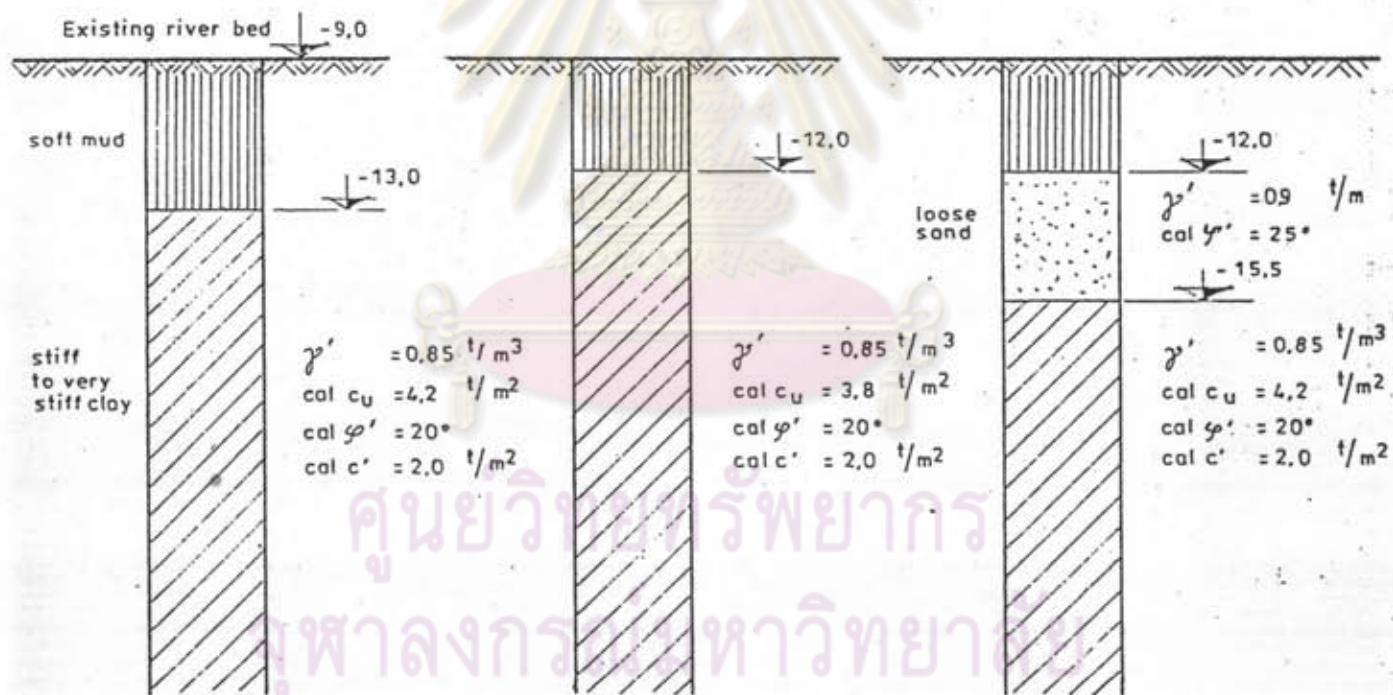 Existing river bed -9,0
soft mud
-13,0
stiff
to very
stiff clay
γ' =0,85 t/m³
cal cu =4,2 t/m²
cal φ' =20°
cal c' =2,0 t/m²
-12,0
γ' =0,85 t/m³
cal cu =3,8 t/m²
cal φ' =20°
cal c' =2,0 t/m²
-12,0
loose
sand
γ' =09 t/m
cal φ' =25°
-15,5
γ' =0,85 t/m³
cal cu =4,2 t/m²
cal φ' =20°
cal c' =2,0 t/m²
ศูนย์วิทยทรัพยากร
จุฬาลงกรณ์มหาวิทยาลัย